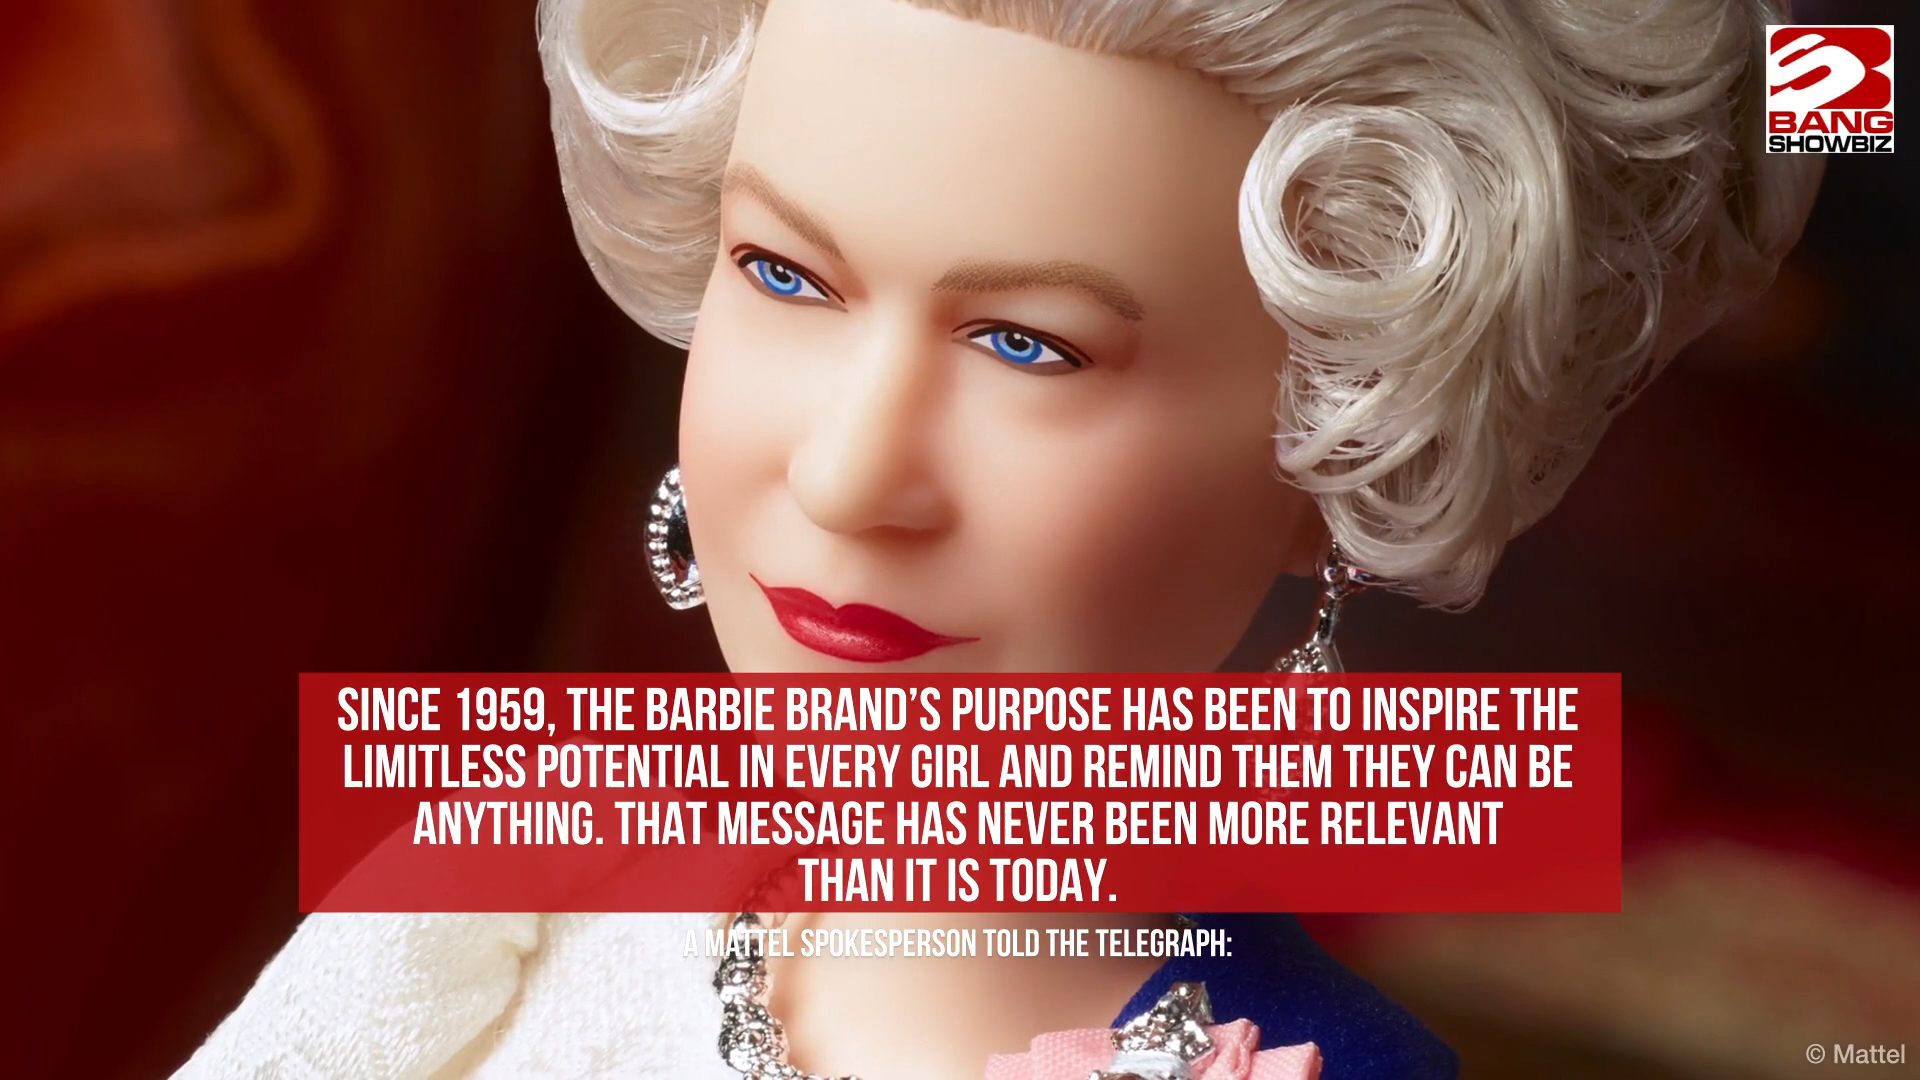 BANG
SHOWBIZ
SINCE 1959, THE BARBIE BRAND’S PURPOSE HAS BEEN TO INSPIRE THE
LIMITLESS POTENTIAL IN EVERY GIRL AND REMIND THEM THEY CAN BE
ANYTHING. THAT MESSAGE HAS NEVER BEEN MORE RELEVANT
THAN IT IS TODAY.
A MATTEL SPOKESPERSON TOLD THE TELEGRAPH:
© Mattel